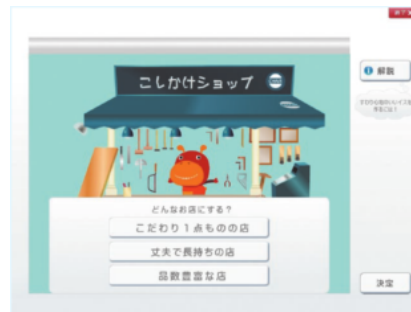 終了
こしかけショップ
解説
どんなお店にする?
こだわり1点ものの店
丈夫で長持ちの店
品数豊富な店
決定